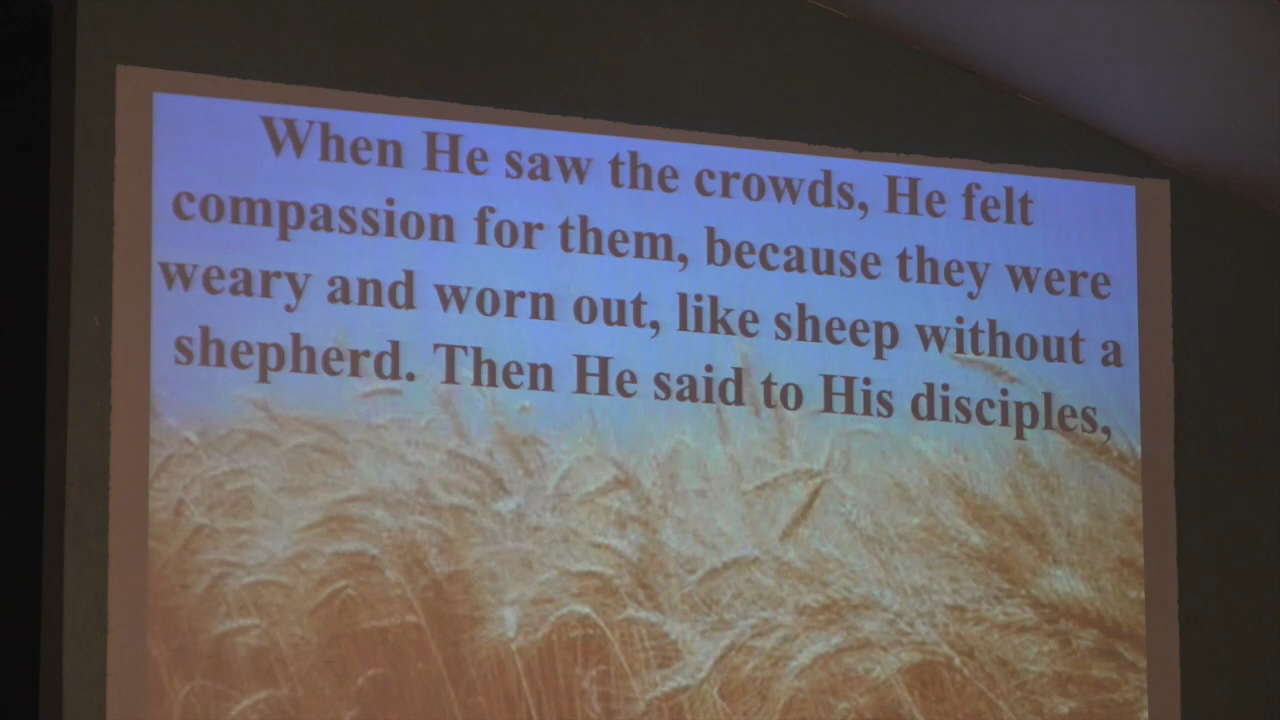 When He saw the crowds, He felt
compassion for them, because they were
weary and worn out, like sheep without a
shepherd. Then He said to His disciples,